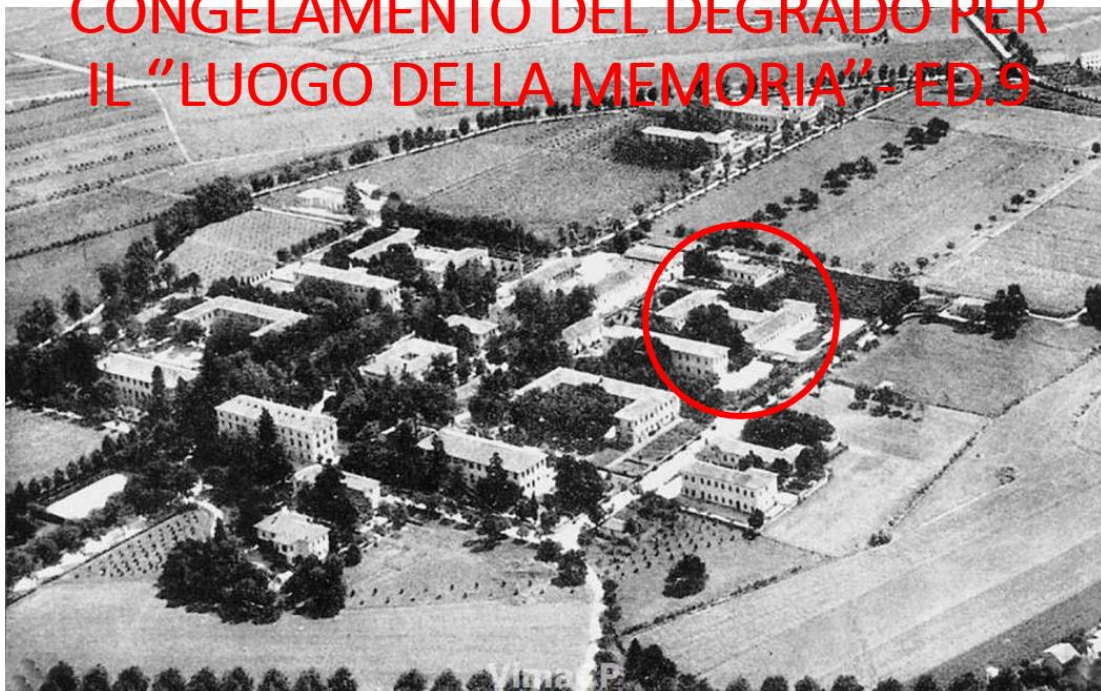 CONGELAMENTO DEL DEGRADO PER
IL ‘’LUOGO DELLA MEMORIA’’- ED.9